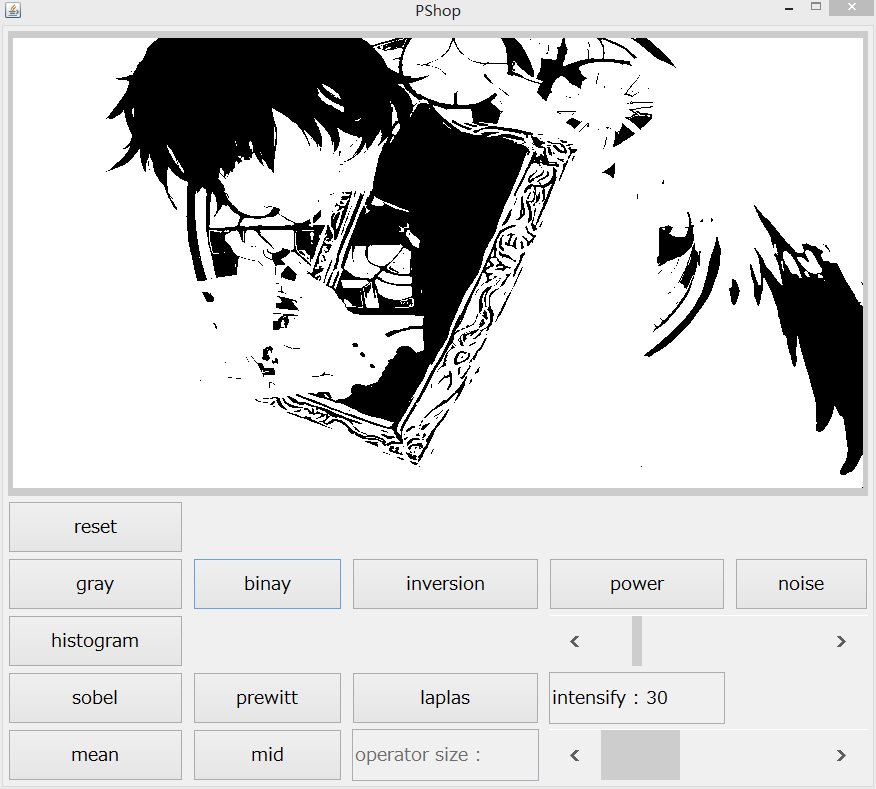 PShop
reset
gray binay inversion power noise
histogram
sobel prewitt laplas intensify : 30
mean mid operator size :